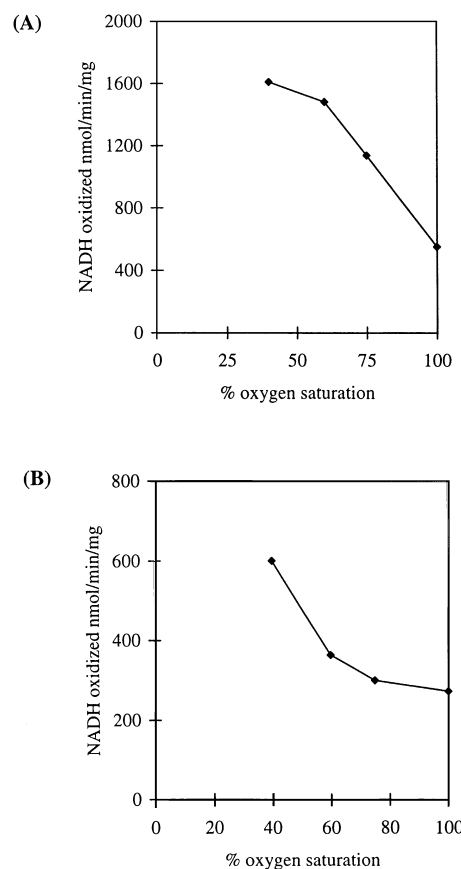 (A)
NADH oxidized nmol/min/mg
2000
1600
1200
800
400
0
0 25 50 75 100
% oxygen saturation
(B)
NADH oxidized nmol/min/mg
800
600
400
200
0
0 20 40 60 80 100
% oxygen saturation